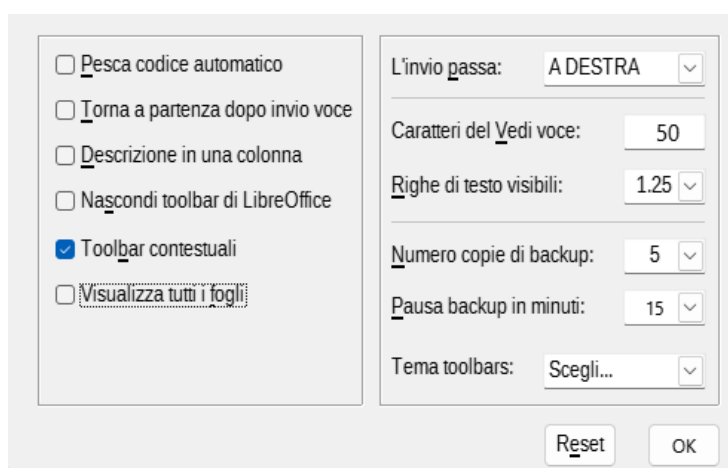 Pesca codice automatico
Torna a partenza dopo invio voce
Descrizione in una colonna
Nascondi toolbar di LibreOffice
Toolbar contestuali
Visualizza tutti i fogli
L'invio passa: A DESTRA
Caratteri del Vedi voce: 50
Righe di testo visibili: 1.25
Numero copie di backup: 5
Pausa backup in minuti: 15
Tema toolbars: Scegli...
Reset OK